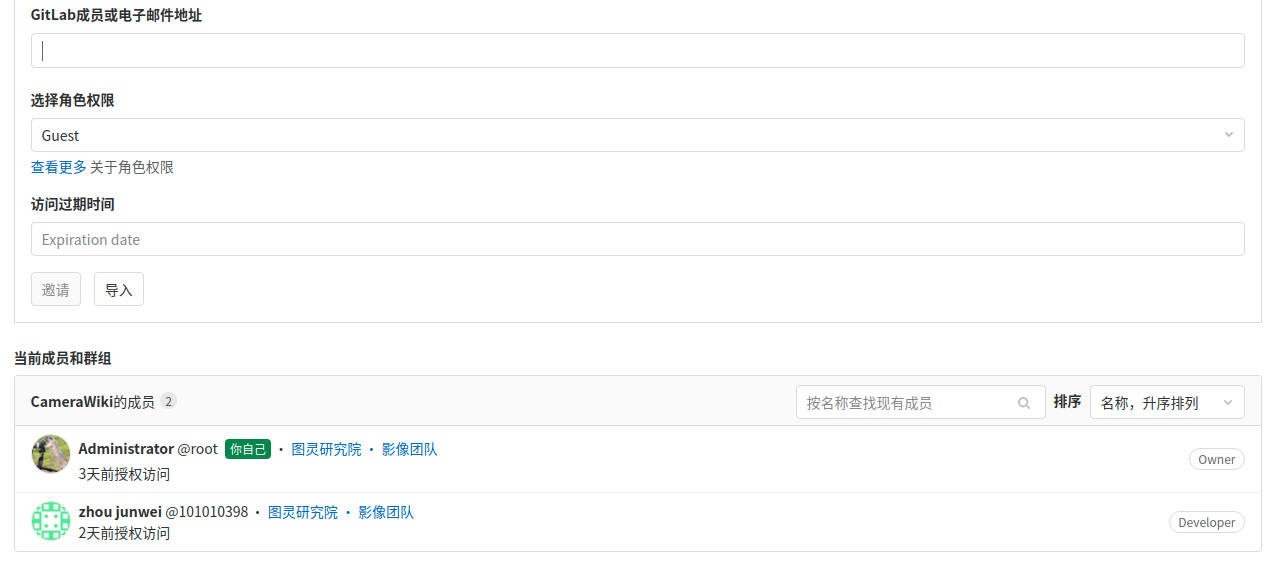 GitLab成员或电子邮件地址
选择角色权限
Guest
查看更多 关于角色权限
访问过期时间
Expiration date
邀请 导入
当前成员和群组
CameraWiki的成员 2 按名称查找现有成员 排序 名称，升序排列
Administrator @root 你自己 · 图灵研究院 · 影像团队
3天前授权访问 Owner
zhou junwei @101010398 · 图灵研究院 · 影像团队
2天前授权访问 Developer